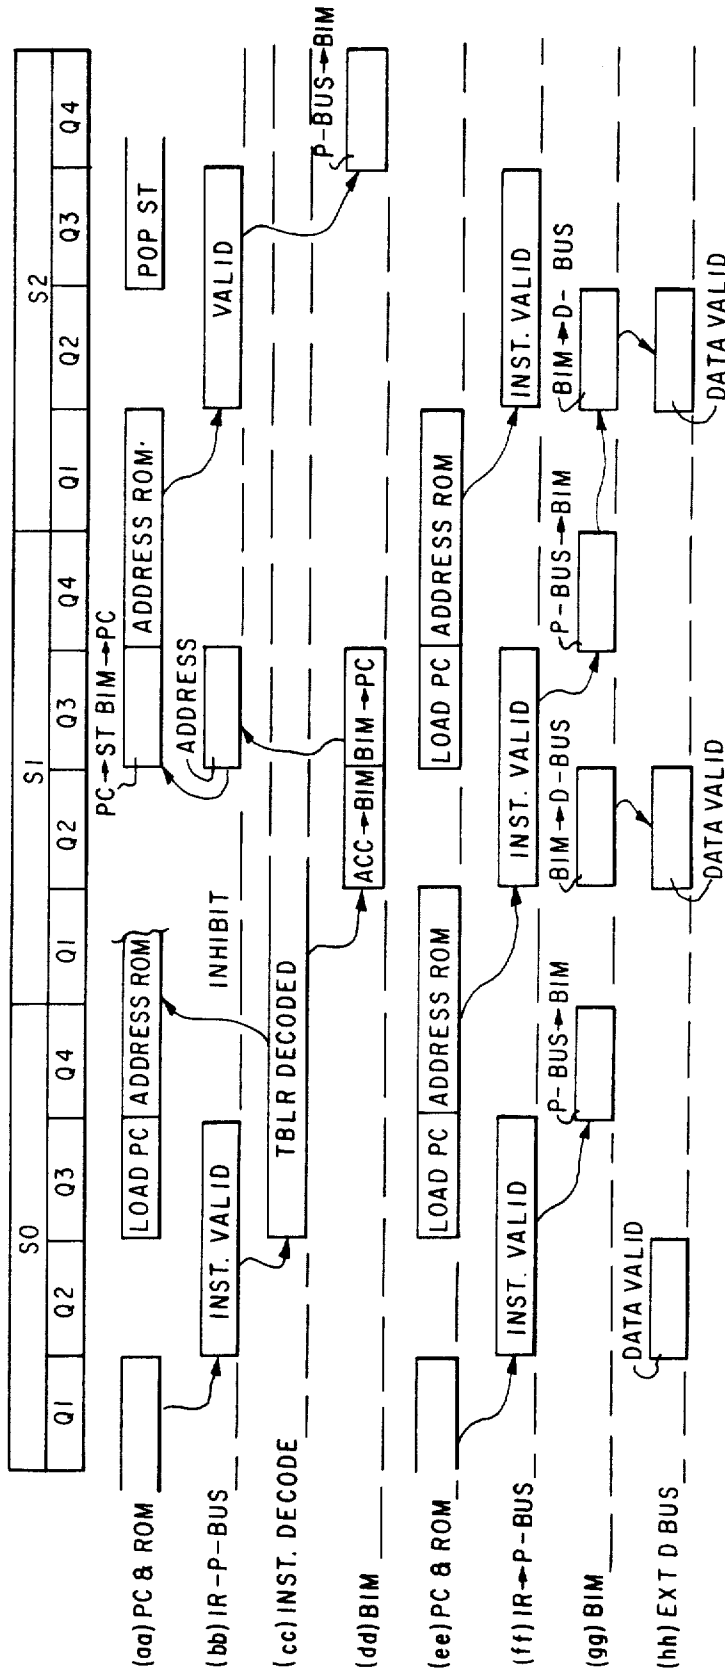 S0 S1 S2
Q1 Q2 Q3 Q4 Q1 Q2 Q3 Q4 Q1 Q2 Q3 Q4
PC→ST BIM→PC
(aa) PC & ROM LOAD PC ADDRESS ROM ADDRESS ROM. POP ST
ADDRESS
(bb) IR-P-BUS INST. VALID INHIBIT VALID
(cc) INST. DECODE TBLR DECODED
P-BUS→BIM
(dd) BIM ACC→BIM BIM→PC
(ee) PC & ROM LOAD PC ADDRESS ROM LOAD PC ADDRESS ROM
(ff) IR→P-BUS INST. VALID INST. VALID INST. VALID
P-BUS→BIM BIM→D-BUS P-BUS→BIM BIM→D- BUS
(gg) BIM
DATA VALID
(hh) EXT D BUS
DATA VALID DATA VALID